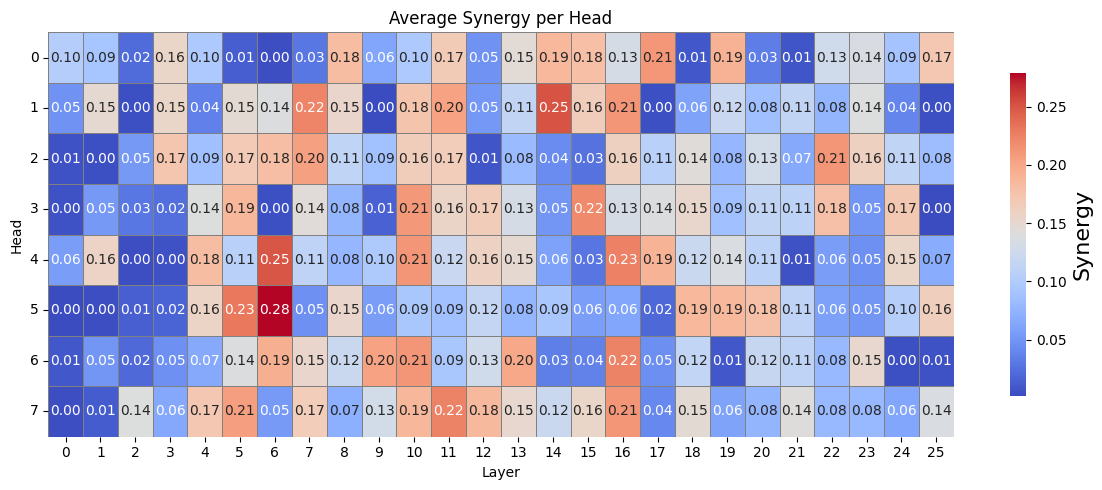 Average Synergy per Head
0 0.10 0.09 0.02 0.16 0.10 0.01 0.00 0.03 0.18 0.06 0.10 0.17 0.05 0.15 0.19 0.18 0.13 0.21 0.01 0.19 0.03 0.01 0.13 0.14 0.09 0.17
1 0.05 0.15 0.00 0.15 0.04 0.15 0.14 0.22 0.15 0.00 0.18 0.20 0.05 0.11 0.25 0.16 0.21 0.00 0.06 0.12 0.08 0.11 0.08 0.14 0.04 0.00
2 0.01 0.00 0.05 0.17 0.09 0.17 0.18 0.20 0.11 0.09 0.16 0.17 0.01 0.08 0.04 0.03 0.16 0.11 0.14 0.08 0.13 0.07 0.21 0.16 0.11 0.08
3 0.00 0.05 0.03 0.02 0.14 0.19 0.00 0.14 0.08 0.01 0.21 0.16 0.17 0.13 0.05 0.22 0.13 0.14 0.15 0.09 0.11 0.11 0.18 0.05 0.17 0.00
4 0.06 0.16 0.00 0.00 0.18 0.11 0.25 0.11 0.08 0.10 0.21 0.12 0.16 0.15 0.06 0.03 0.23 0.19 0.12 0.14 0.11 0.01 0.06 0.05 0.15 0.07
5 0.00 0.00 0.01 0.02 0.16 0.23 0.28 0.05 0.15 0.06 0.09 0.09 0.12 0.08 0.09 0.06 0.06 0.02 0.19 0.19 0.18 0.11 0.06 0.05 0.10 0.16
6 0.01 0.05 0.02 0.05 0.07 0.14 0.19 0.15 0.12 0.20 0.21 0.09 0.13 0.20 0.03 0.04 0.22 0.05 0.12 0.01 0.12 0.11 0.08 0.15 0.00 0.01
7 0.00 0.01 0.14 0.06 0.17 0.21 0.05 0.17 0.07 0.13 0.19 0.22 0.18 0.15 0.12 0.16 0.21 0.04 0.15 0.06 0.08 0.14 0.08 0.08 0.06 0.14
0 1 2 3 4 5 6 7 8 9 10 11 12 13 14 15 16 17 18 19 20 21 22 23 24 25
Layer
Head
0.25
0.20
0.15
0.10
0.05
Synergy